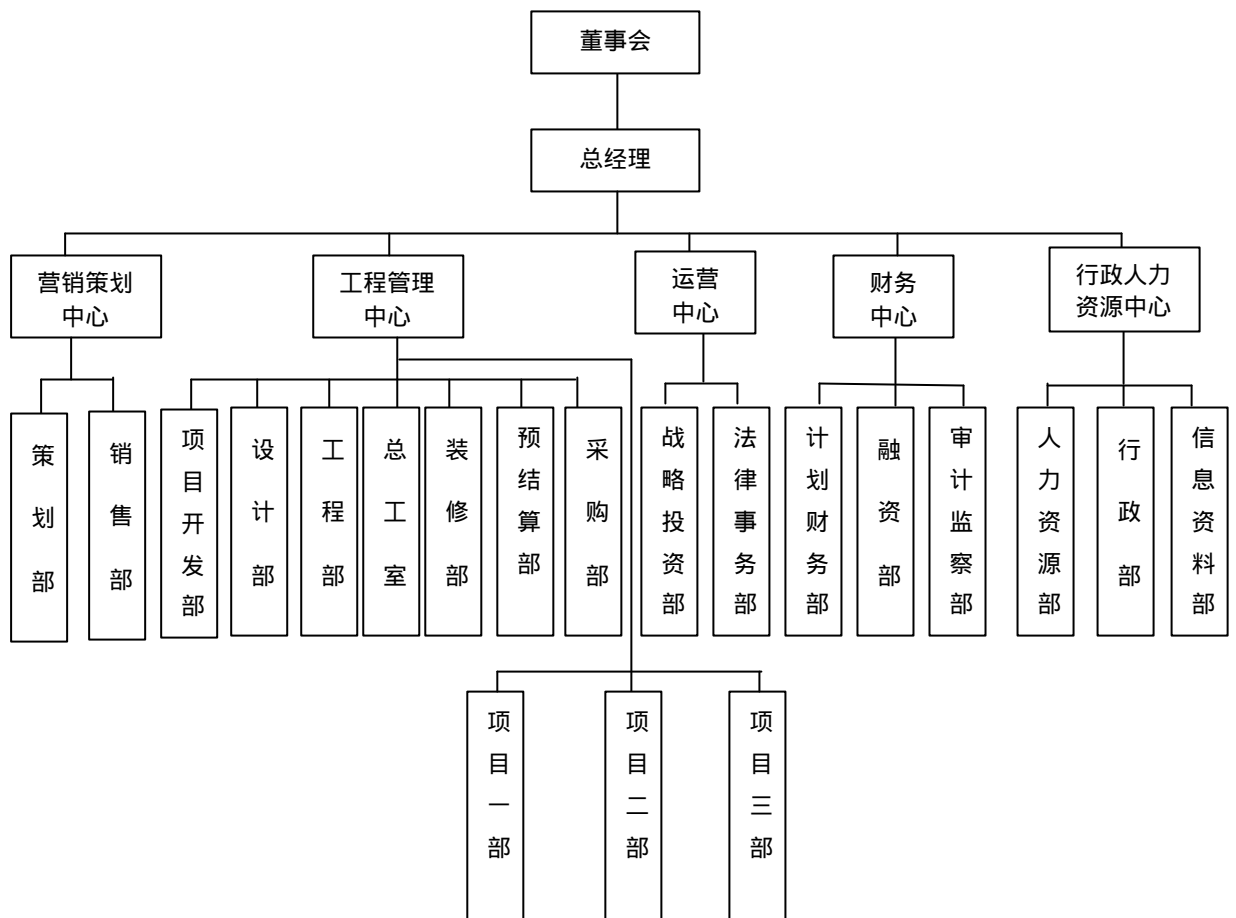 董事会
总经理
营销策划
中心
工程管理
中心
运营
中心
财务
中心
行政人力
资源中心
策划部
销售部
项目开发部
设计部
工程部
总工室
装修部
预结算部
采购部
战略投资部
法律事务部
计划财务部
融资部
审计监察部
人力资源部
行政部
信息资料部
项目一部
项目二部
项目三部